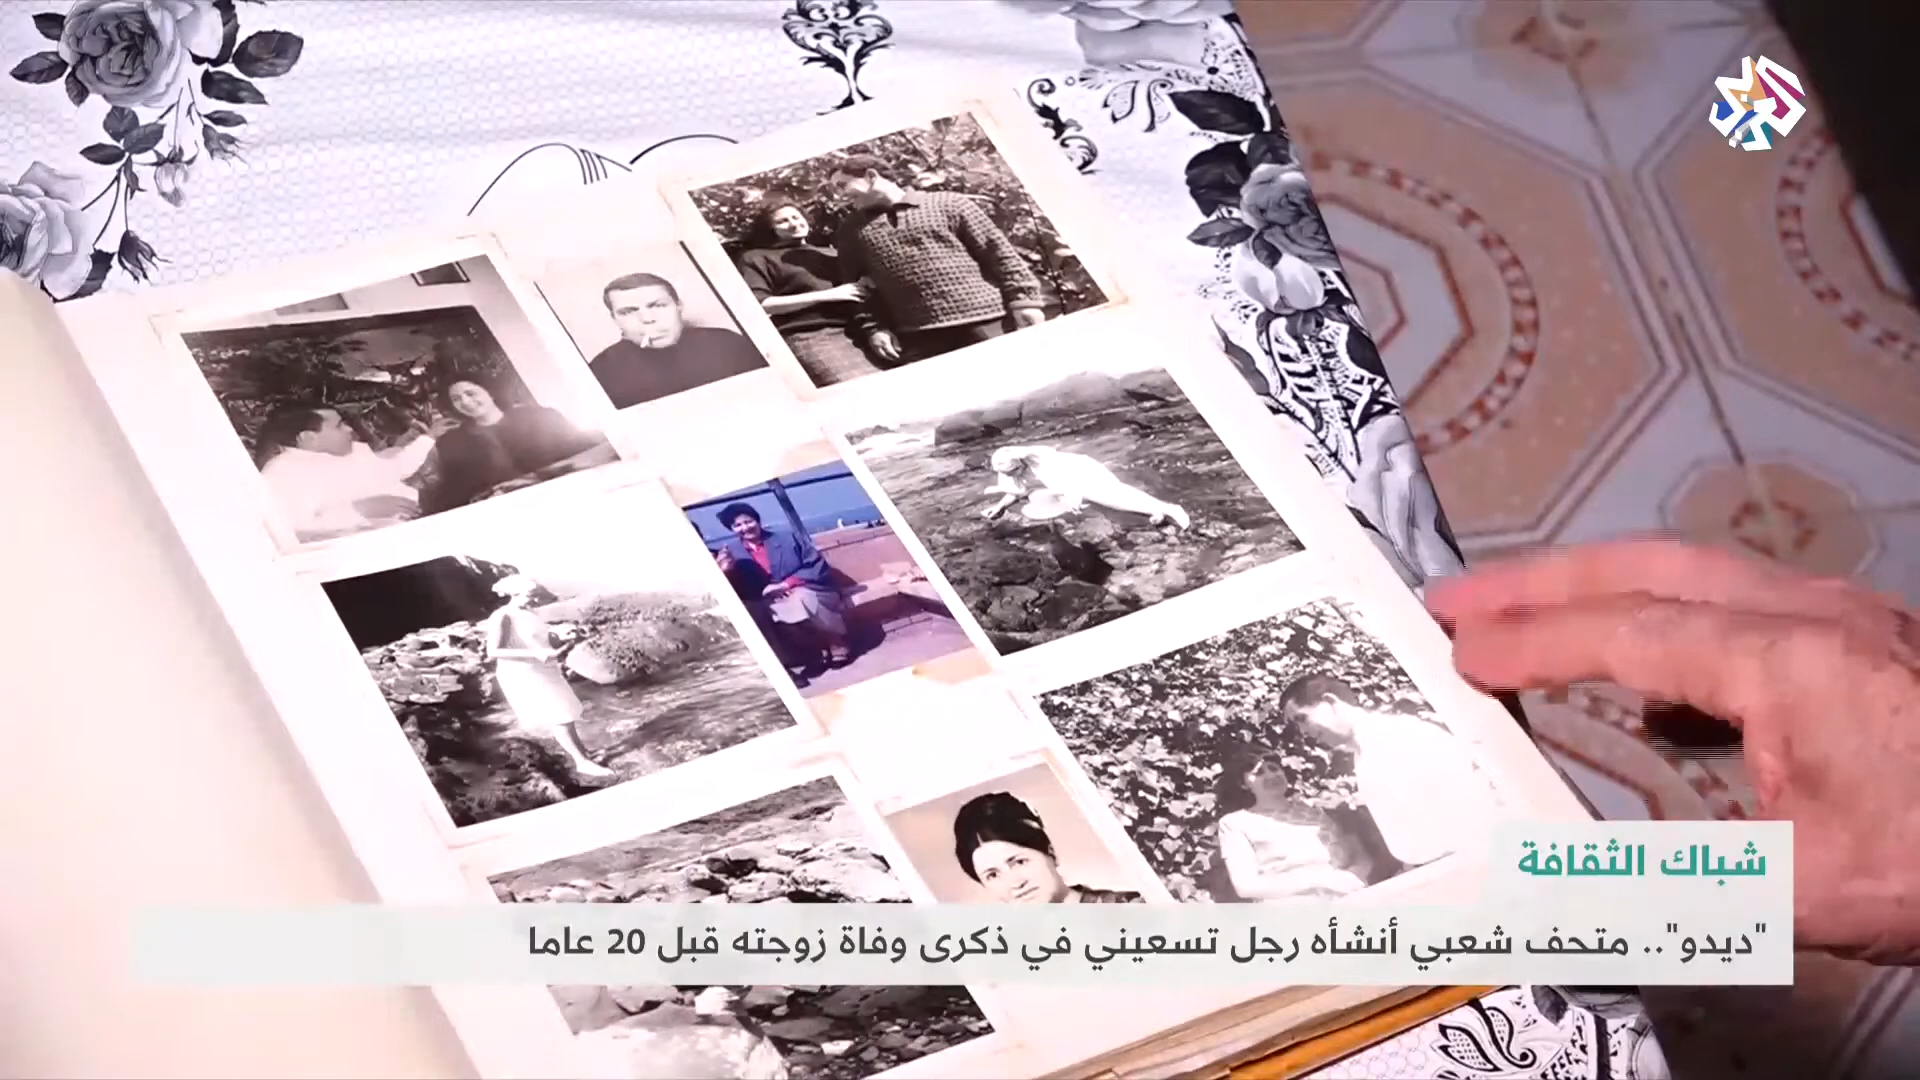 شباك الثقافة
"ديدو".. متحف شعبي أنشأه رجل تسعيني في ذكرى وفاة زوجته قبل 20 عاما